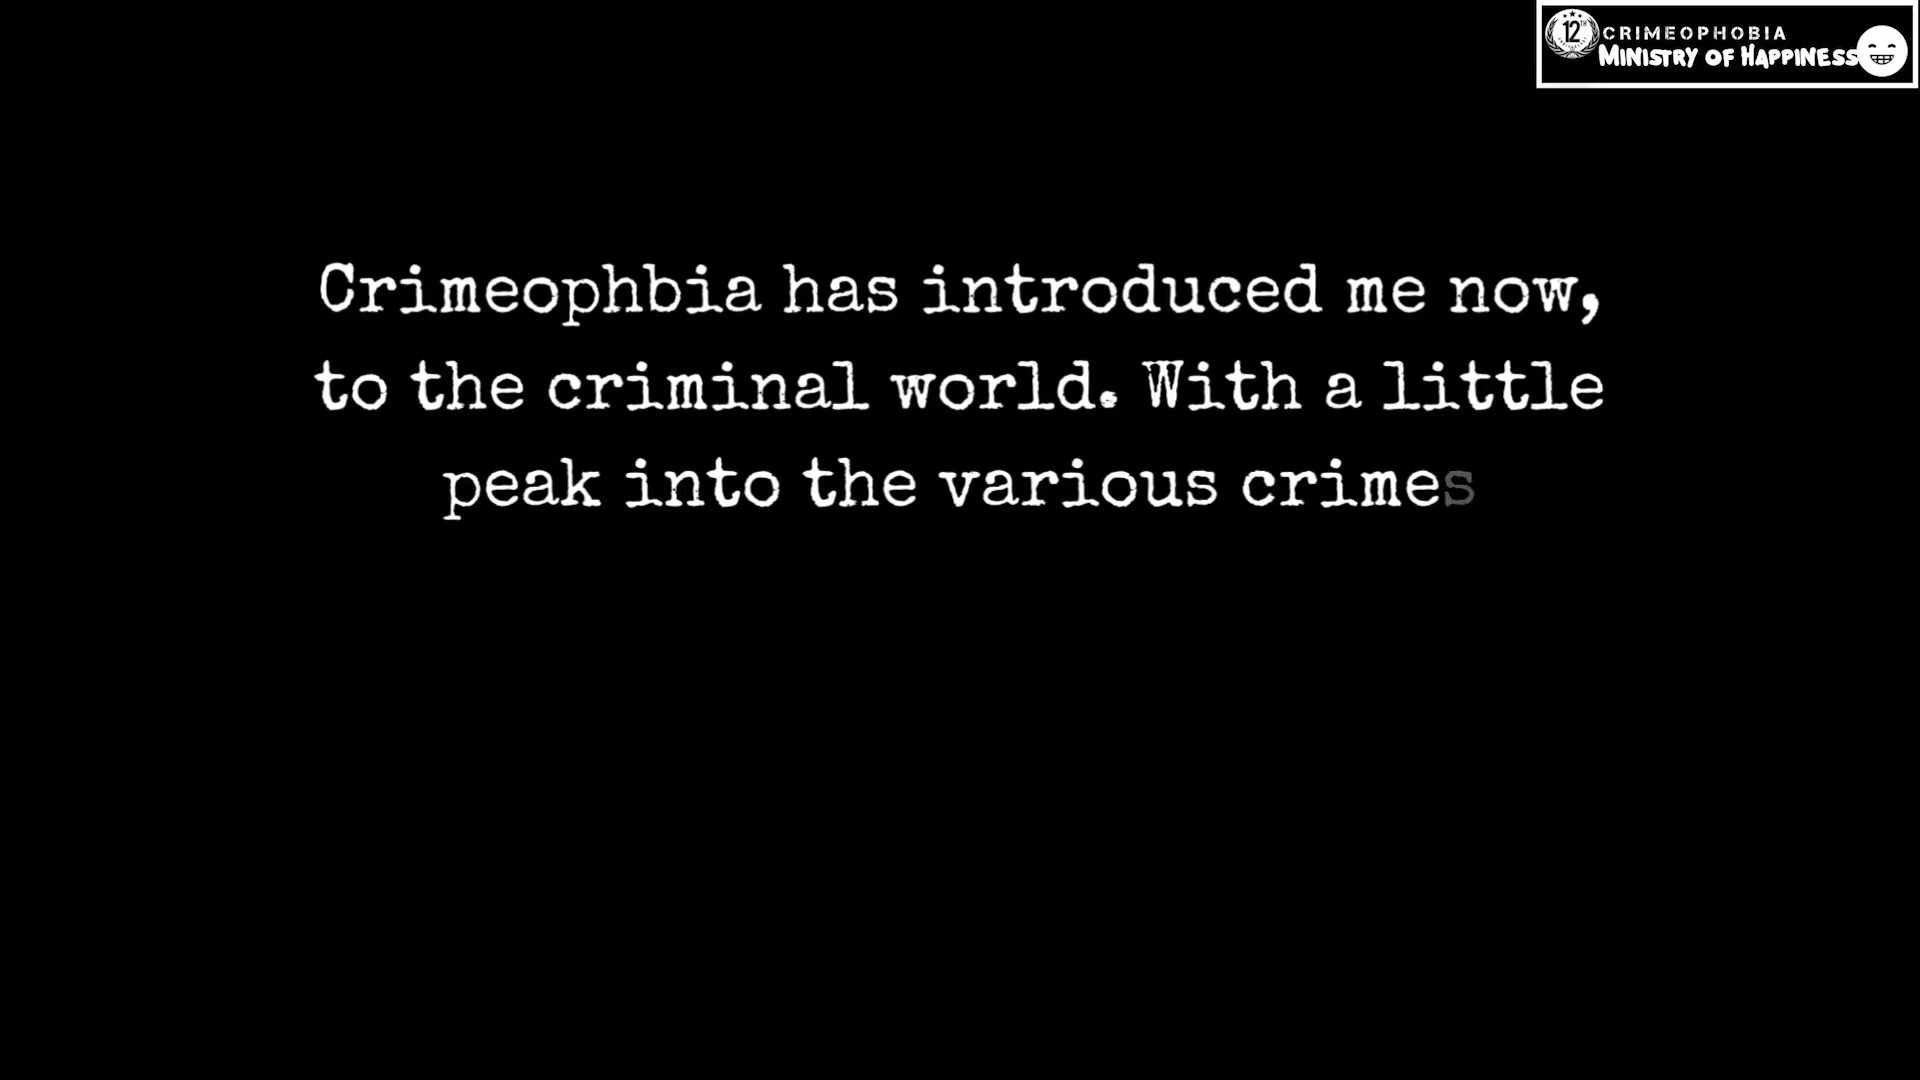 12TH
CRIMEOPHOBIA
MINISTRY OF HAPPINESS
Crimeophbia has introduced me now,
to the criminal world. With a little
peak into the various crimes